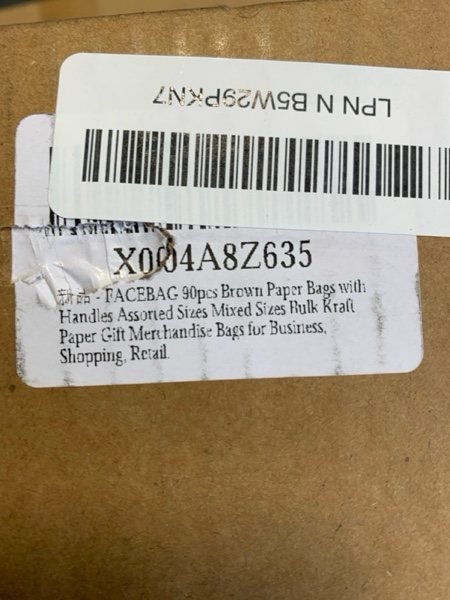 LPN N B5W29PKN7
X004A8Z635
新品 - FACEBAG 90pcs Brown Paper Bags with
Handles Assorted Sizes Mixed Sizes Bulk Kraft
Paper Gift Merchandise Bags for Business,
Shopping, Retail